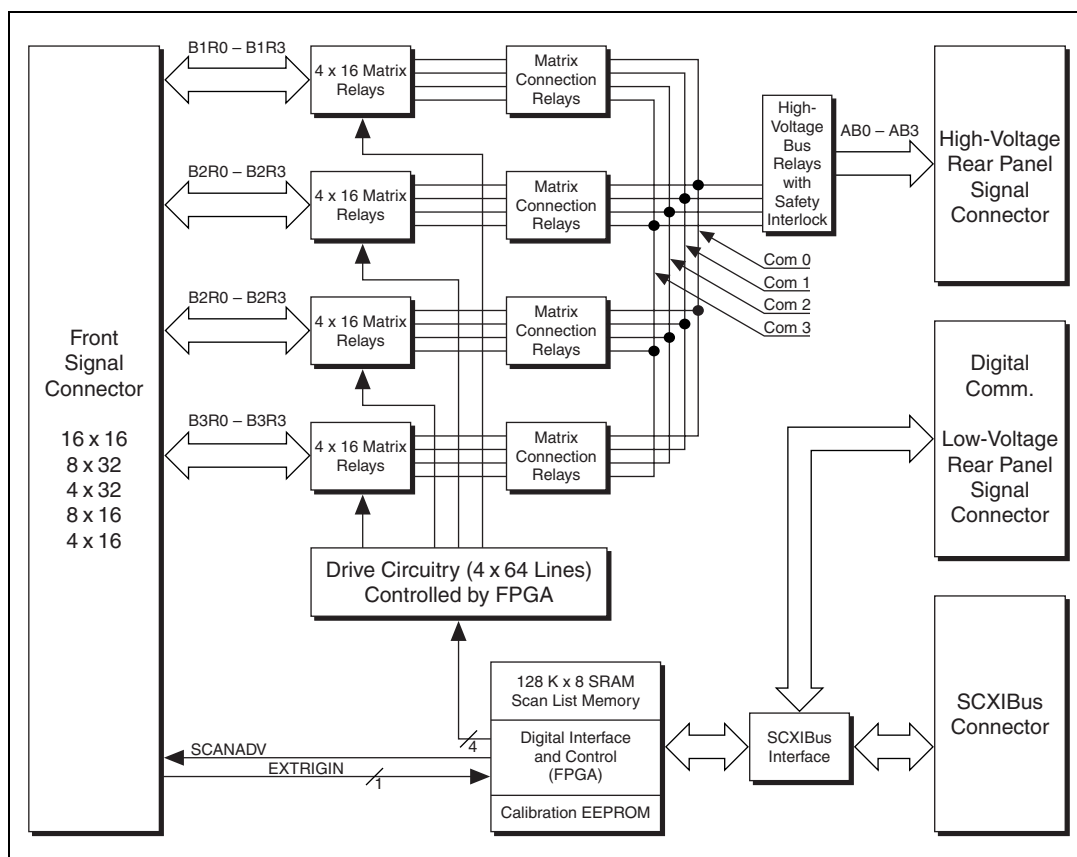 B1R0 – B1R3
4 x 16 Matrix
Relays
Matrix
Connection
Relays
High-
Voltage
Bus
Relays
with
Safety
Interlock
AB0 – AB3
High-Voltage
Rear Panel
Signal
Connector
B2R0 – B2R3
4 x 16 Matrix
Relays
Matrix
Connection
Relays
Com 0
Com 1
Com 2
Com 3
B2R0 – B2R3
4 x 16 Matrix
Relays
Matrix
Connection
Relays
Front
Signal
Connector
16 x 16
8 x 32
4 x 32
8 x 16
4 x 16
B3R0 – B3R3
4 x 16 Matrix
Relays
Matrix
Connection
Relays
Digital
Comm.
Low-Voltage
Rear Panel
Signal
Connector
Drive Circuitry (4 x 64 Lines)
Controlled by FPGA
128 K x 8 SRAM
Scan List Memory
4
Digital Interface
and Control
(FPGA)
Calibration EEPROM
SCANADV
EXTRIGIN
1
SCXIBus
Interface
SCXIBus
Connector